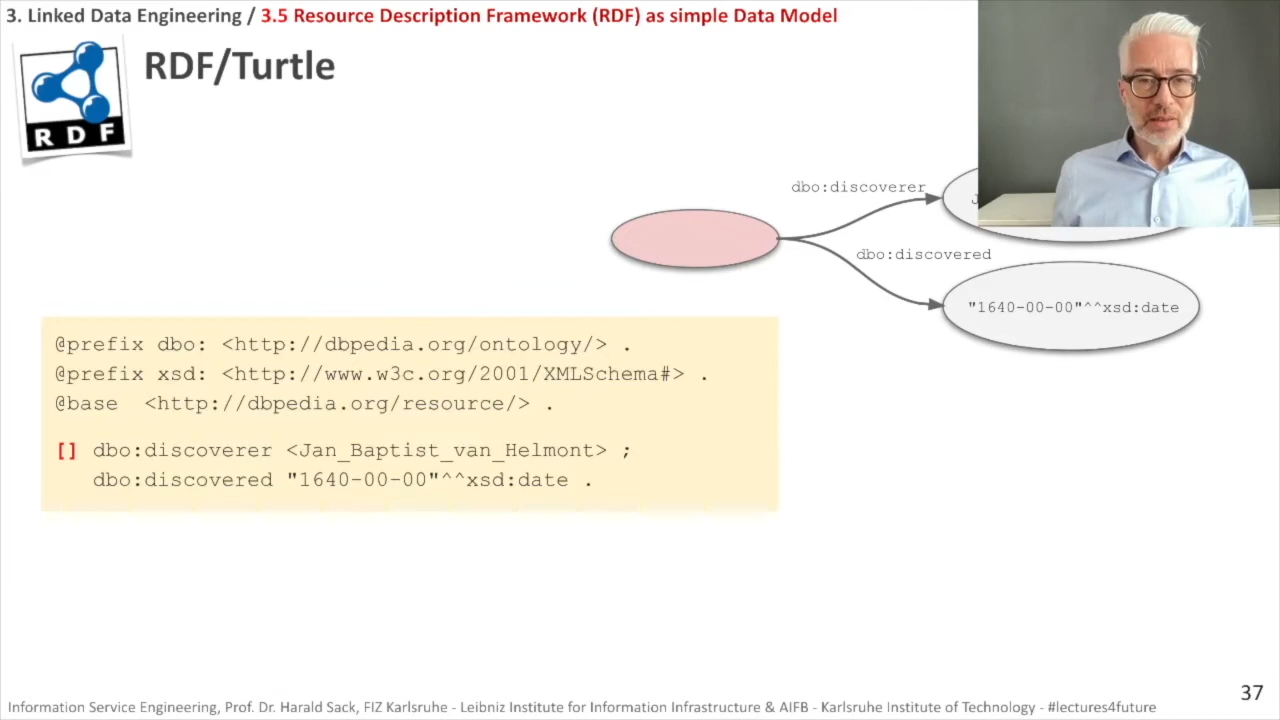 3. Linked Data Engineering / 3.5 Resource Description Framework (RDF) as simple Data Model
RDF
RDF/Turtle
dbo:discoverer
dbo:discovered
"1640-00-00"^^xsd:date
@prefix dbo: <http://dbpedia.org/ontology/> .
@prefix xsd: <http://www.w3c.org/2001/XMLSchema#> .
@base <http://dbpedia.org/resource/> .
[] dbo:discoverer <Jan_Baptist_van_Helmont> ;
dbo:discovered "1640-00-00"^^xsd:date .
37
Information Service Engineering, Prof. Dr. Harald Sack, FIZ Karlsruhe - Leibniz Institute for Information Infrastructure & AIFB - Karlsruhe Institute of Technology - #lectures4future